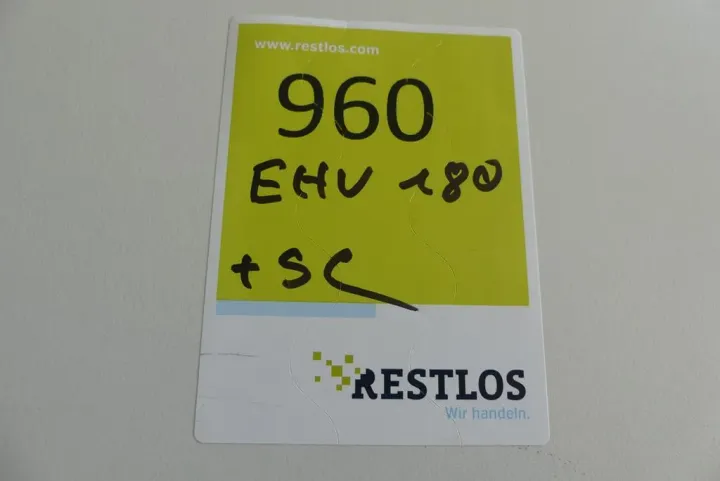 www.restlos.com
960
EHV 180
+ SC
RESTLOS
Wir handeln.